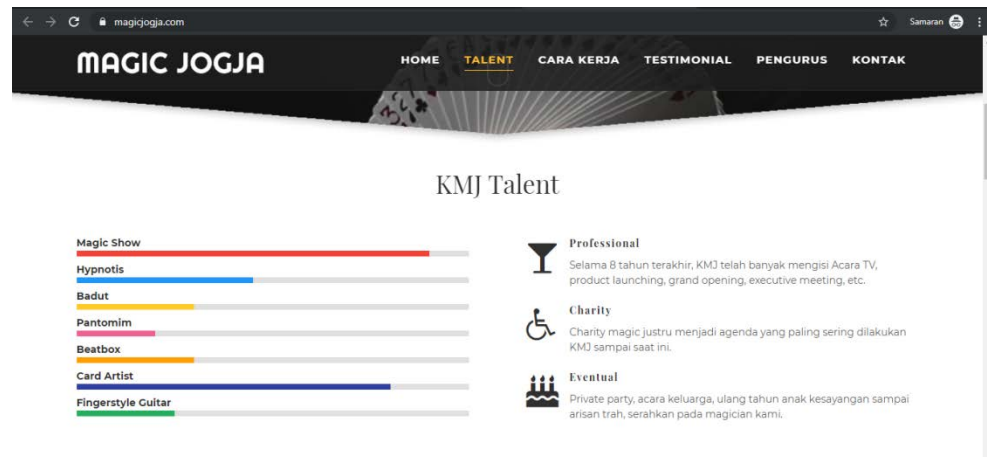 magicjogja.com
Samaran
MAGIC JOGJA
HOME TALENT CARA KERJA TESTIMONIAL PENGURUS KONTAK
KMJ Talent
Magic Show
Hypnotis
Badut
Pantomim
Beatbox
Card Artist
Fingerstyle Guitar
Professional
Selama 8 tahun terakhir, KMJ telah banyak mengisi Acara TV,
product launching, grand opening, executive meeting, etc.
Charity
Charity magic justru menjadi agenda yang paling sering dilakukan
KMJ sampai saat ini.
Eventual
Private party, acara keluarga, ulang tahun anak kesayangan sampai
arisan trah, serahkan pada magician kami.